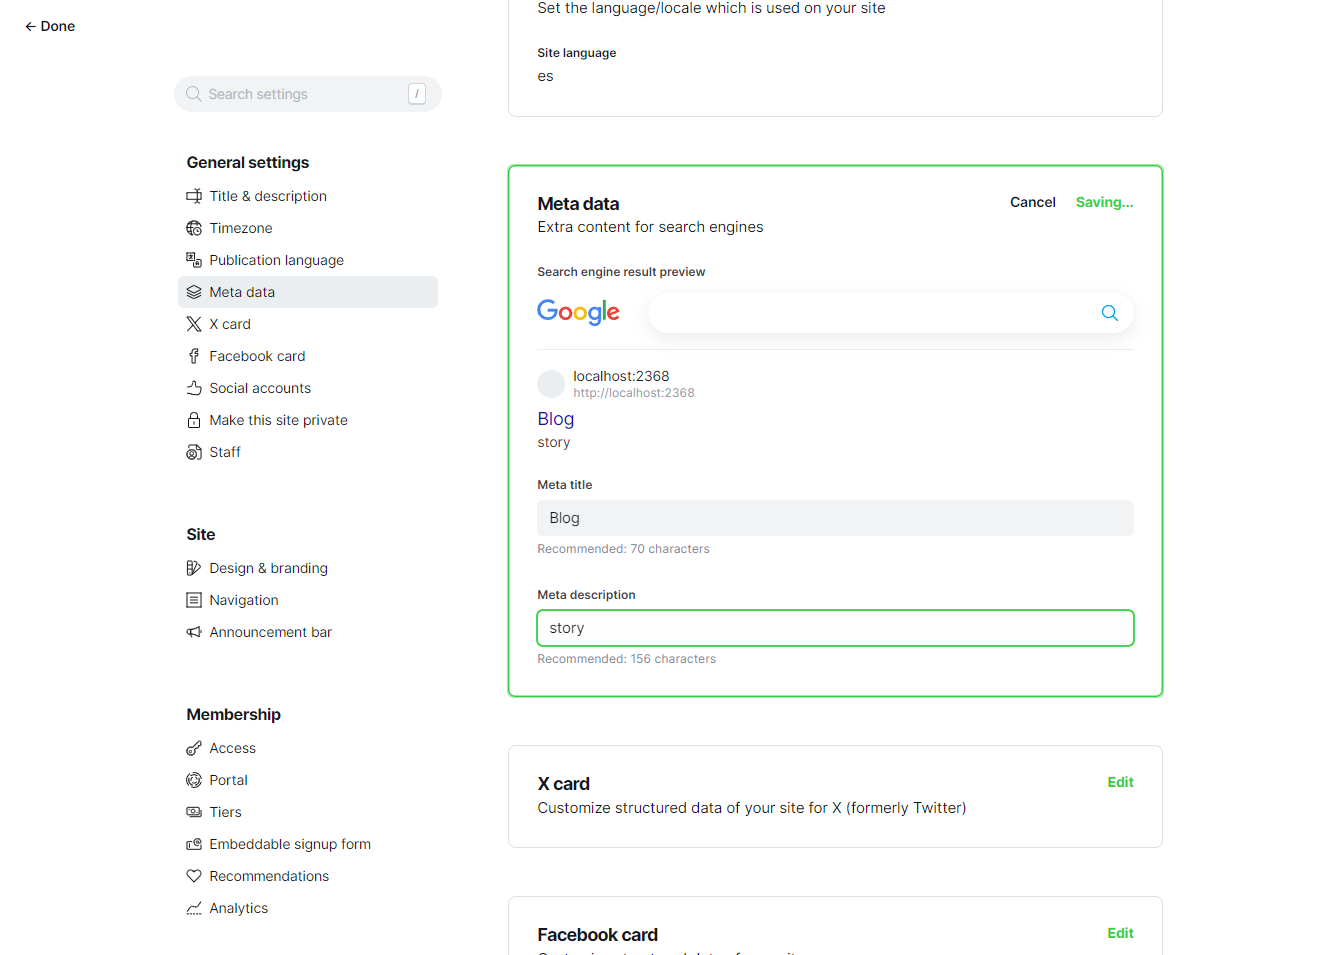 ← Done
Search settings /
General settings
Title & description
Timezone
Publication language
Meta data
X card
Facebook card
Social accounts
Make this site private
Staff
Site
Design & branding
Navigation
Announcement bar
Membership
Access
Portal
Tiers
Embeddable signup form
Recommendations
Analytics
Set the language/locale which is used on your site
Site language
es
Meta data
Cancel Saving...
Extra content for search engines
Search engine result preview
Google
localhost:2368
http://localhost:2368
Blog
story
Meta title
Blog
Recommended: 70 characters
Meta description
story
Recommended: 156 characters
X card
Edit
Customize structured data of your site for X (formerly Twitter)
Facebook card
Edit